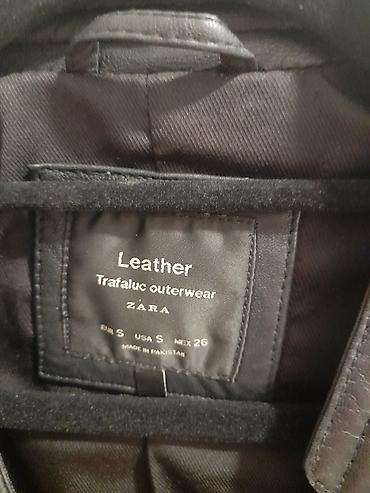 Leather
Trafaluc outerwear
ZARA
EUR S USA S MEX 26
MADE IN PAKISTAN